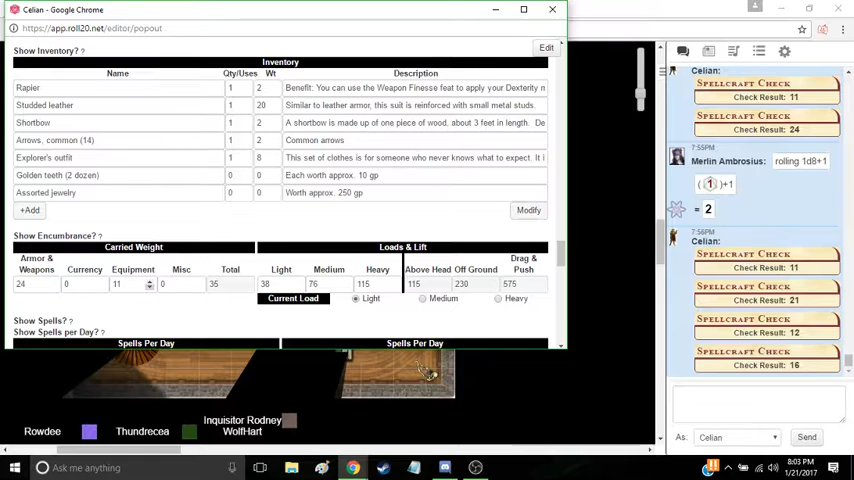 Celian - Google Chrome
https://app.roll20.net/editor/popout
Edit
Show Inventory? ?
Inventory
Name Qty/Uses Wt Description
Rapier 1 2 Benefit: You can use the Weapon Finesse feat to apply your Dexterity n
Studded leather 1 20 Similar to leather armor, this suit is reinforced with small metal studs.
Shortbow 1 2 A shortbow is made up of one piece of wood, about 3 feet in length. De
Arrows, common (14) 1 2 Common arrows
Explorer's outfit 1 8 This set of clothes is for someone who never knows what to expect. It i
Golden teeth (2 dozen) 0 0 Each worth approx. 10 gp
Assorted jewelry 0 0 Worth approx. 250 gp
+Add Modify
Show Encumbrance? ?
Carried Weight Loads & Lift
Armor & Weapons Currency Equipment Misc Total Light Medium Heavy Above Head Off Ground Drag & Push
24 0 11 0 35 38 76 115 115 230 575
Current Load Light Medium Heavy
Show Spells? ?
Show Spells per Day? ?
Spells Per Day Spells Per Day
Rowdee Thundrecea Inquisitor Rodney
WolfHart
Celian:
Spellcraft Check
Check Result: 11
Spellcraft Check
Check Result: 24
7:55PM
Merlin Ambrosius: rolling 1d8+1
(1)+1
= 2
7:56PM
Celian:
Spellcraft Check
Check Result: 11
Spellcraft Check
Check Result: 21
Spellcraft Check
Check Result: 12
Spellcraft Check
Check Result: 16
As: Celian Send
Ask me anything
8:03 PM
1/21/2017